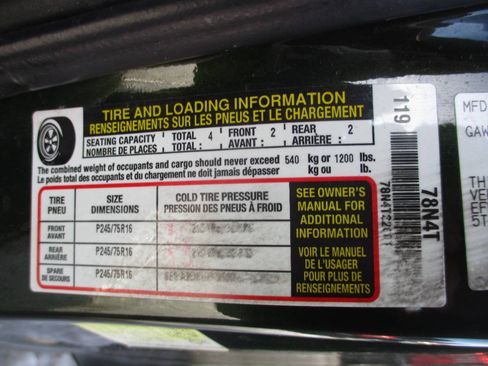 TIRE AND LOADING INFORMATION
RENSEIGNEMENTS SUR LES PNEUS ET LE CHARGEMENT
SEATING CAPACITY TOTAL 4 FRONT 2 REAR 2
NOMBRE DE PLACES TOTAL : AVANT : ARRIÈRE :
The combined weight of occupants and cargo should never exceed 540 kg or 1200 lbs.
Le poids total des occupants et du chargement ne doit jamais dépasser kg ou lb.
TIRE COLD TIRE PRESSURE
PNEU PRESSION DES PNEUS À FROID
FRONT
AVANT P245/75R16
REAR
ARRIÈRE P245/75R16
SPARE
DE SECOURS P245/75R16
SEE OWNER'S
MANUAL FOR
ADDITIONAL
INFORMATION
VOIR LE MANUEL
DE L'USAGER
POUR PLUS DE
RENSEIGNEMENTS
119
78N4T
MFD
GAW
TH
VE
EF
5T